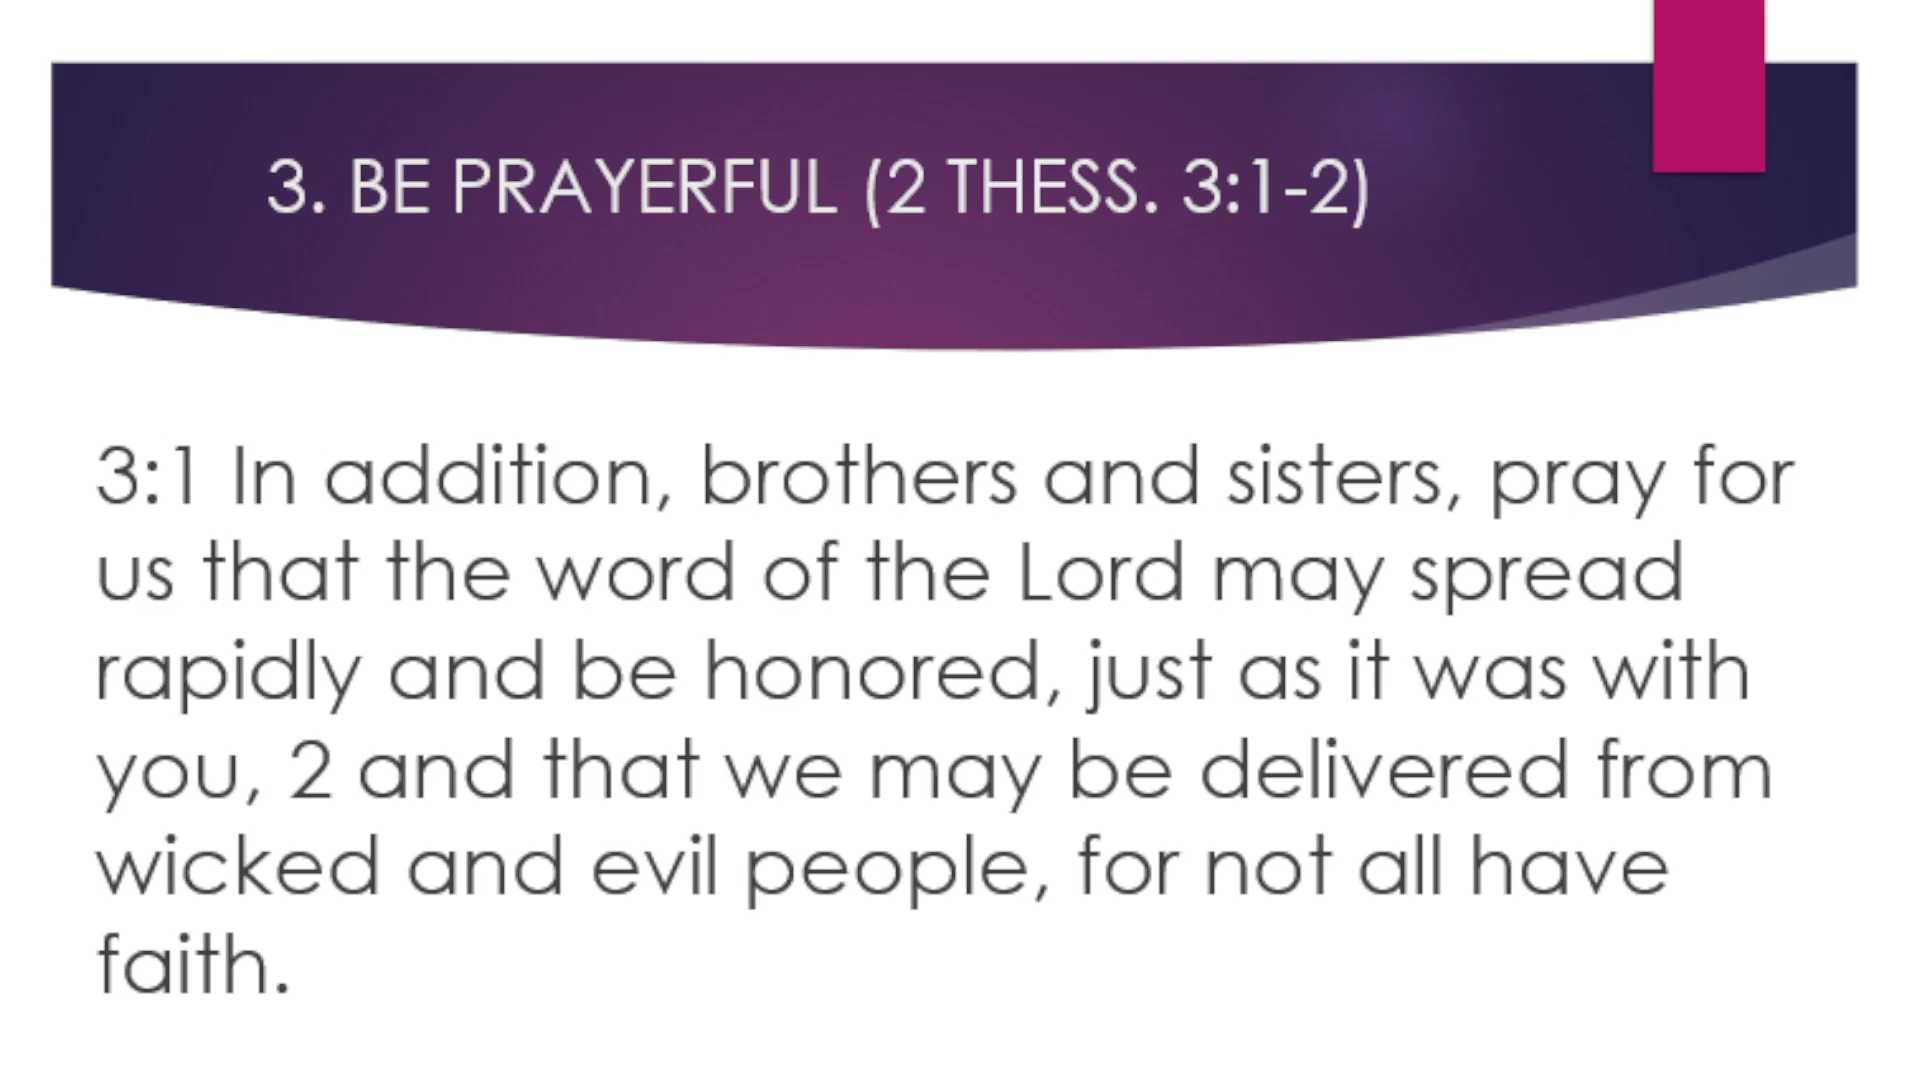 3. BE PRAYERFUL (2 THESS. 3:1-2)
3:1 In addition, brothers and sisters, pray for
us that the word of the Lord may spread
rapidly and be honored, just as it was with
you, 2 and that we may be delivered from
wicked and evil people, for not all have
faith.